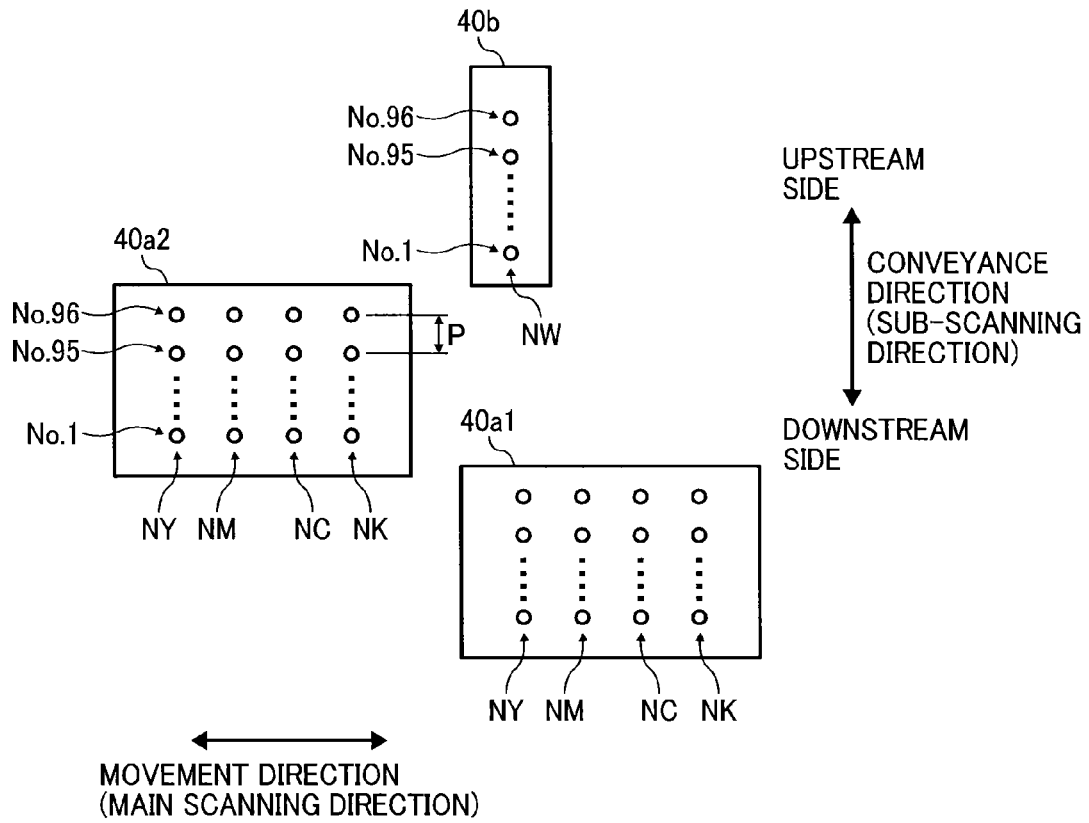 40b
No.96
No.95
No.1
NW
UPSTREAM
SIDE
CONVEYANCE
DIRECTION
(SUB-SCANNING
DIRECTION)
DOWNSTREAM
SIDE
40a2
No.96
No.95
No.1
P
NY NM NC NK
40a1
NY NM NC NK
MOVEMENT DIRECTION
(MAIN SCANNING DIRECTION)